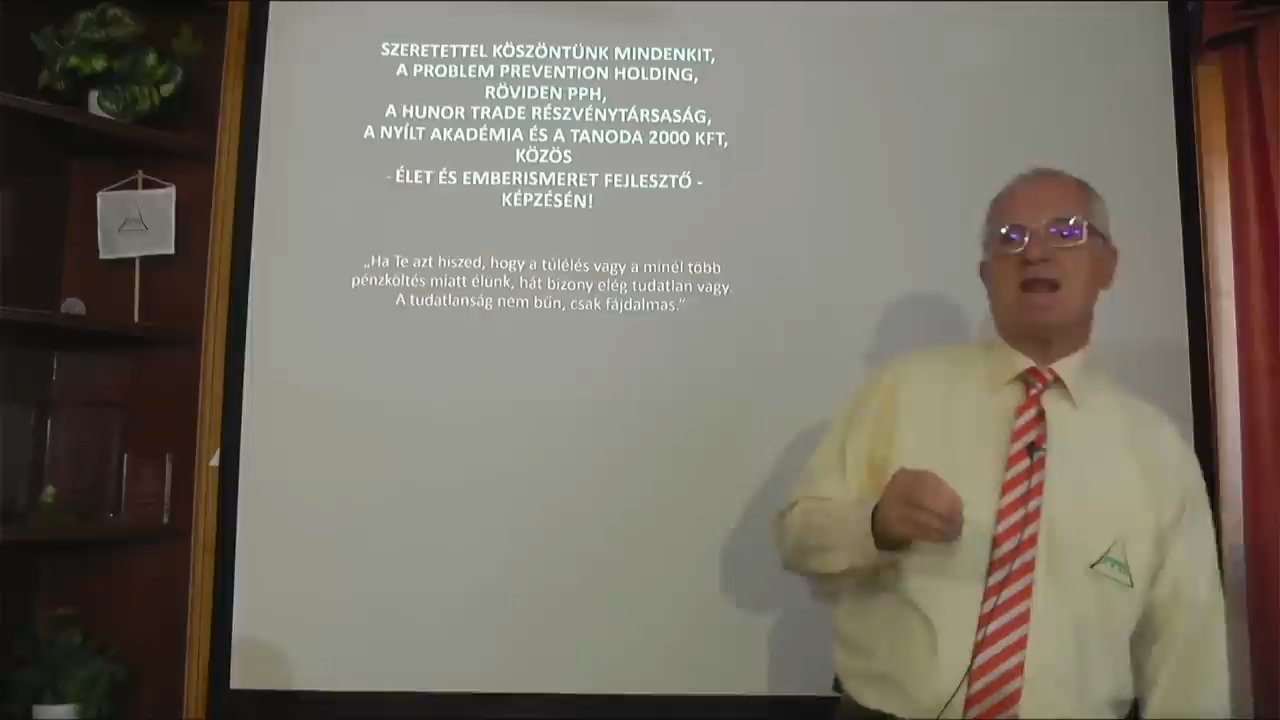 SZERETETTEL KÖSZÖNTÜNK MINDENKIT,
A PROBLEM PREVENTION HOLDING,
RÖVIDEN PPH,
A HUNOR TRADE RÉSZVÉNYTÁRSASÁG,
A NYÍLT AKADÉMIA ÉS A TANODA 2000 KFT,
KÖZÖS
- ÉLET ÉS EMBERISMERET FEJLESZTŐ -
KÉPZÉSÉN!
„Ha Te azt hiszed, hogy a túlélés vagy a minél több
pénzköltés miatt élünk, hát bizony elég tudatlan vagy.
A tudatlanság nem bűn, csak fájdalmas.”